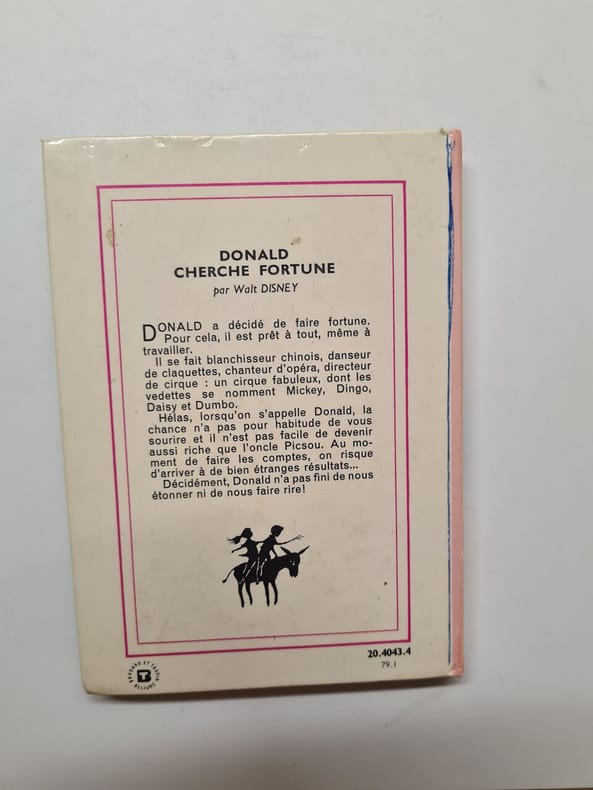 DONALD
CHERCHE FORTUNE
par Walt DISNEY
DONALD a décidé de faire fortune.
Pour cela, il est prêt à tout, même à
travailler.
Il se fait blanchisseur chinois, danseur
de claquettes, chanteur d'opéra, directeur
de cirque : un cirque fabuleux, dont les
vedettes se nomment Mickey, Dingo,
Daisy et Dumbo.
Hélas, lorsqu'on s'appelle Donald, la
chance n'a pas pour habitude de vous
sourire et il n'est pas facile de devenir
aussi riche que l'oncle Picsou. Au mo-
ment de faire les comptes, on risque
d'arriver à de bien étranges résultats...
Décidément, Donald n'a pas fini de nous
étonner ni de nous faire rire!
20.4043.4
79.1
BRODARD ET TAUPIN
RELIURE